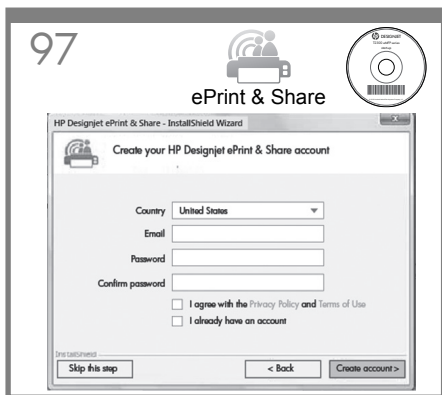 97
ePrint & Share
HP Designjet ePrint & Share - InstallShield Wizard
Create your HP Designjet ePrint & Share account
Country United States
Email
Password
Confirm password
I agree with the Privacy Policy and Terms of Use
I already have an account
InstallShield
Skip this step < Back Create account >